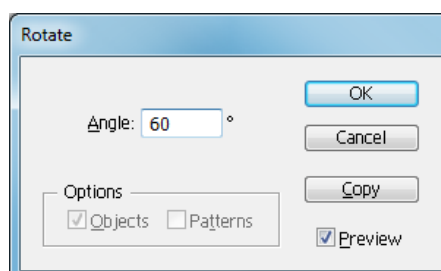 Rotate
Angle: 60 °
OK
Cancel
Copy
Options
Objects Patterns
Preview